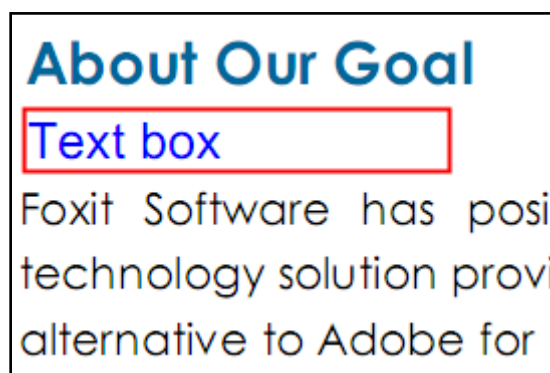 About Our Goal
Text box
Foxit Software has posi
technology solution provi
alternative to Adobe for